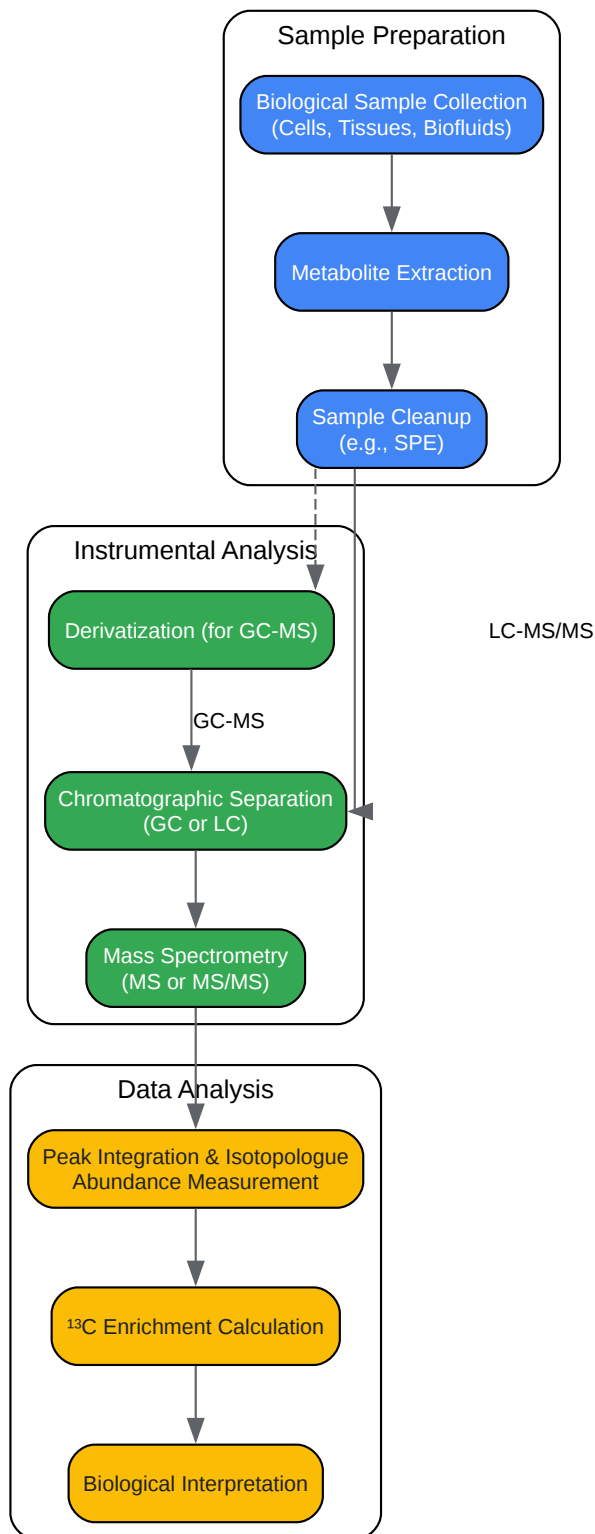 Sample Preparation
Biological Sample Collection
(Cells, Tissues, Biofluids)
Metabolite Extraction
Sample Cleanup
(e.g., SPE)
Instrumental Analysis
Derivatization (for GC-MS)
LC-MS/MS
GC-MS
Chromatographic Separation
(GC or LC)
Mass Spectrometry
(MS or MS/MS)
Data Analysis
Peak Integration & Isotopologue
Abundance Measurement
¹³C Enrichment Calculation
Biological Interpretation